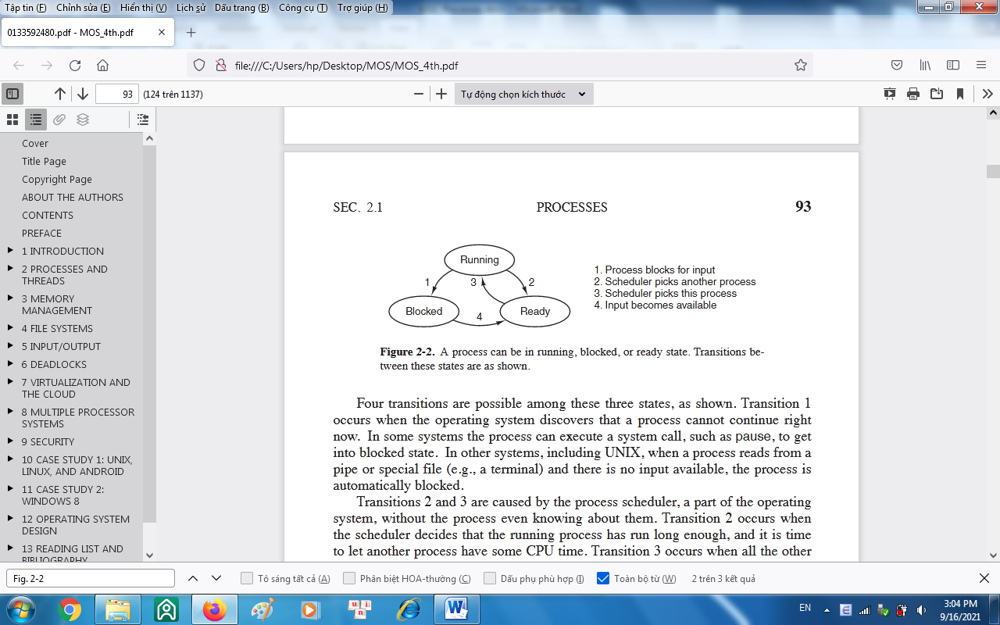 Tập tin (F) Chỉnh sửa (E) Hiển thị (V) Lịch sử Dấu trang (B) Công cụ (T) Trợ giúp (H)
0133592480.pdf - MOS_4th.pdf
file:///C:/Users/hp/Desktop/MOS/MOS_4th.pdf
93 (124 trên 1137)
Tự động chọn kích thước
Cover
Title Page
Copyright Page
ABOUT THE AUTHORS
CONTENTS
PREFACE
1 INTRODUCTION
2 PROCESSES AND
THREADS
3 MEMORY
MANAGEMENT
4 FILE SYSTEMS
5 INPUT/OUTPUT
6 DEADLOCKS
7 VIRTUALIZATION AND
THE CLOUD
8 MULTIPLE PROCESSOR
SYSTEMS
9 SECURITY
10 CASE STUDY 1: UNIX,
LINUX, AND ANDROID
11 CASE STUDY 2:
WINDOWS 8
12 OPERATING SYSTEM
DESIGN
13 READING LIST AND
BIBLIOGRAPHY
SEC. 2.1 PROCESSES 93
Running
1 3 2
Blocked Ready
4
1. Process blocks for input
2. Scheduler picks another process
3. Scheduler picks this process
4. Input becomes available
Figure 2-2. A process can be in running, blocked, or ready state. Transitions be-
tween these states are as shown.
Four transitions are possible among these three states, as shown. Transition 1
occurs when the operating system discovers that a process cannot continue right
now. In some systems the process can execute a system call, such as pause, to get
into blocked state. In other systems, including UNIX, when a process reads from a
pipe or special file (e.g., a terminal) and there is no input available, the process is
automatically blocked.
Transitions 2 and 3 are caused by the process scheduler, a part of the operating
system, without the process even knowing about them. Transition 2 occurs when
the scheduler decides that the running process has run long enough, and it is time
to let another process have some CPU time. Transition 3 occurs when all the other
Fig. 2-2 Tô sáng tất cả (A) Phân biệt HOA-thường (C) Dấu phụ phù hợp (I) Toàn bộ từ (W) 2 trên 3 kết quả
EN
3:04 PM
9/16/2021